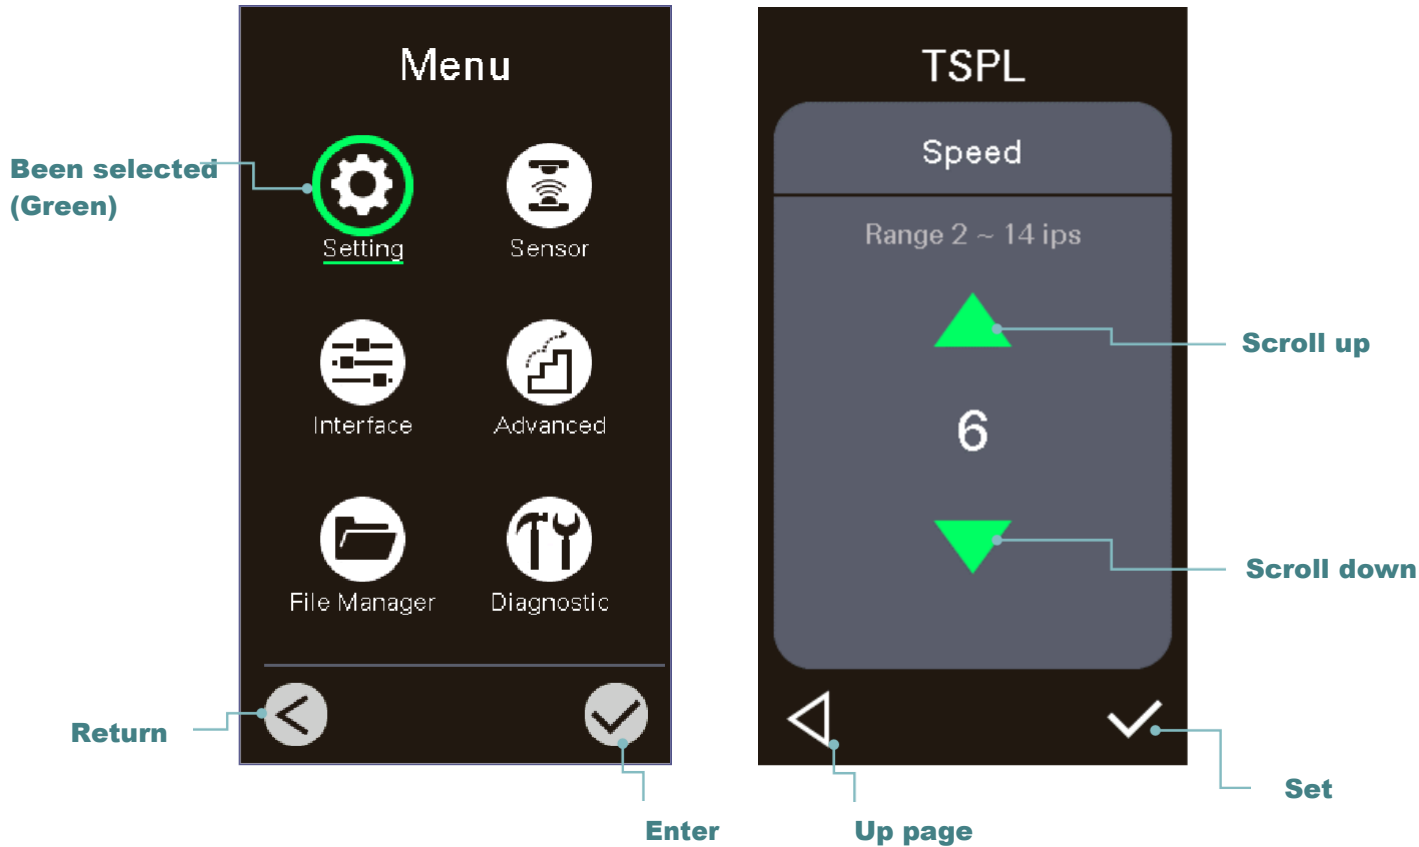 Menu
Been selected
(Green)
Setting
Sensor
Interface
Advanced
File Manager
Diagnostic
Return
Enter
TSPL
Speed
Range 2 ~ 14 ips
Scroll up
6
Scroll down
Set
Up page